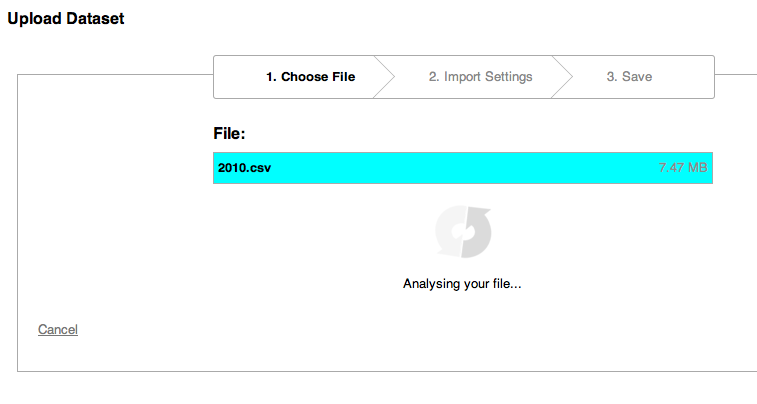 Upload Dataset
1. Choose File
2. Import Settings
3. Save
File:
2010.csv 7.47 MB
Analysing your file...
Cancel